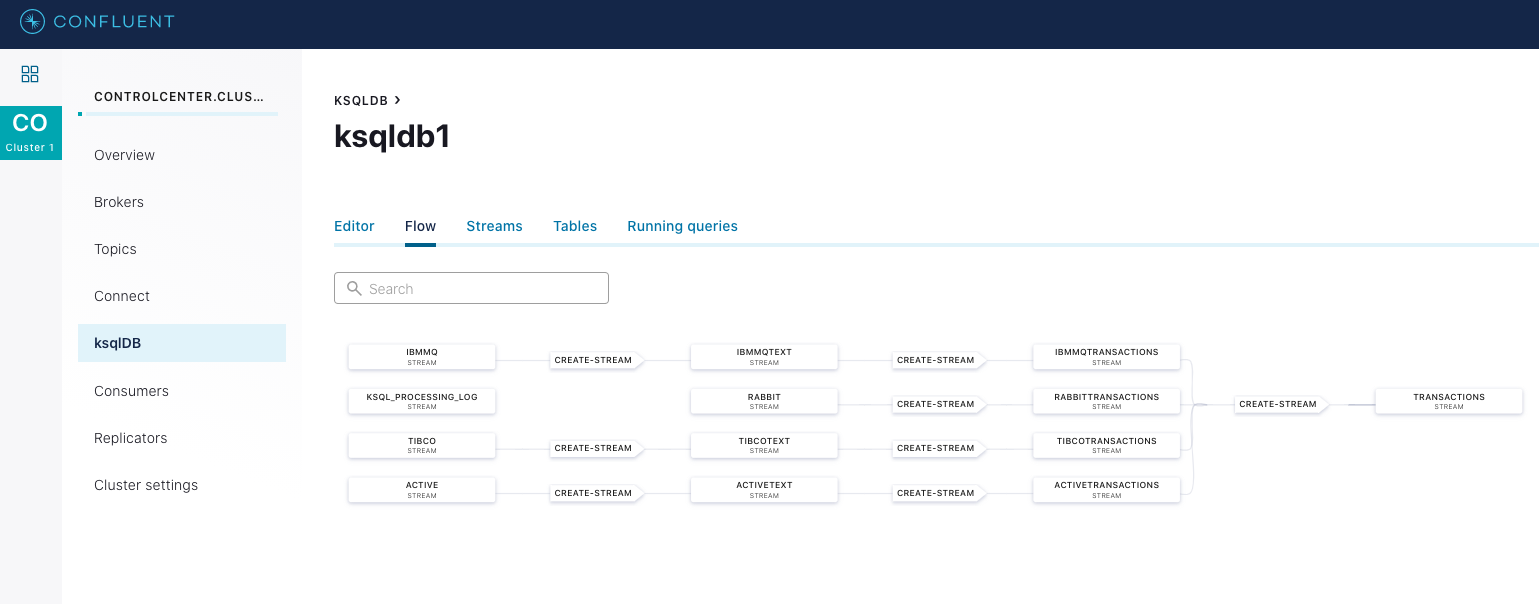 CONFLUENT
CONTROLCENTER.CLUS...
CO
Cluster 1
Overview
Brokers
Topics
Connect
ksqlDB
Consumers
Replicators
Cluster settings
KSQLDB >
ksqldb1
Editor Flow Streams Tables Running queries
Search
IBMMQ
STREAM
CREATE-STREAM
IBMMQTEXT
STREAM
CREATE-STREAM
IBMMQTRANSACTIONS
STREAM
KSQL_PROCESSING_LOG
STREAM
RABBIT
STREAM
CREATE-STREAM
RABBITTRANSACTIONS
STREAM
CREATE-STREAM
TRANSACTIONS
STREAM
TIBCO
STREAM
CREATE-STREAM
TIBCOTEXT
STREAM
CREATE-STREAM
TIBCOTRANSACTIONS
STREAM
ACTIVE
STREAM
CREATE-STREAM
ACTIVETEXT
STREAM
CREATE-STREAM
ACTIVETRANSACTIONS
STREAM